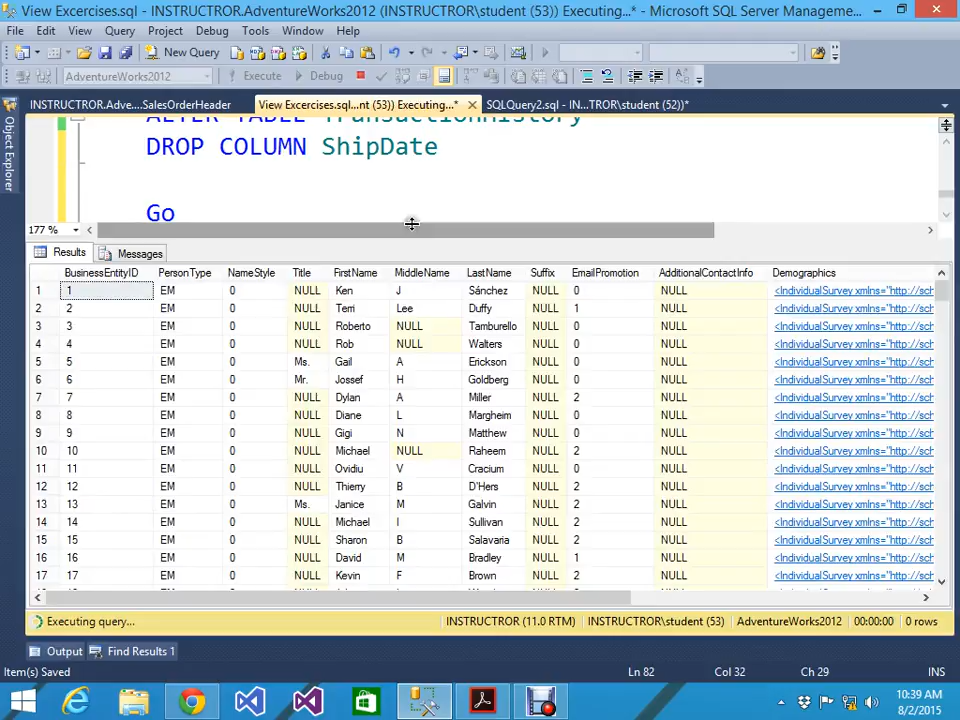 View Excercises.sql - INSTRUCTOR.AdventureWorks2012 (INSTRUCTOR\student (53)) Executing...* - Microsoft SQL Server Manageme...
File Edit View Query Project Debug Tools Window Help
New Query
AdventureWorks2012 Execute Debug
INSTRUCTOR.Adve....SalesOrderHeader View Excercises.sql...nt (53)) Executing...* SQLQuery2.sql - IN...TROR\student (52))*
Object Explorer
ALTER TABLE TransactionHistory
DROP COLUMN ShipDate
Go
177 %
Results Messages
BusinessEntityID PersonType NameStyle Title FirstName MiddleName LastName Suffix EmailPromotion AdditionalContactInfo Demographics
1 1 EM 0 NULL Ken J Sánchez NULL 0 NULL <IndividualSurvey xmlns="http://sch
2 2 EM 0 NULL Terri Lee Duffy NULL 1 NULL <IndividualSurvey xmlns="http://sch
3 3 EM 0 NULL Roberto NULL Tamburello NULL 0 NULL <IndividualSurvey xmlns="http://sch
4 4 EM 0 NULL Rob NULL Walters NULL 0 NULL <IndividualSurvey xmlns="http://sch
5 5 EM 0 Ms. Gail A Erickson NULL 0 NULL <IndividualSurvey xmlns="http://sch
6 6 EM 0 Mr. Jossef H Goldberg NULL 0 NULL <IndividualSurvey xmlns="http://sch
7 7 EM 0 NULL Dylan A Miller NULL 2 NULL <IndividualSurvey xmlns="http://sch
8 8 EM 0 NULL Diane L Margheim NULL 0 NULL <IndividualSurvey xmlns="http://sch
9 9 EM 0 NULL Gigi N Matthew NULL 0 NULL <IndividualSurvey xmlns="http://sch
10 10 EM 0 NULL Michael NULL Raheem NULL 2 NULL <IndividualSurvey xmlns="http://sch
11 11 EM 0 NULL Ovidiu V Cracium NULL 0 NULL <IndividualSurvey xmlns="http://sch
12 12 EM 0 NULL Thierry B D'Hers NULL 2 NULL <IndividualSurvey xmlns="http://sch
13 13 EM 0 Ms. Janice M Galvin NULL 2 NULL <IndividualSurvey xmlns="http://sch
14 14 EM 0 NULL Michael I Sullivan NULL 2 NULL <IndividualSurvey xmlns="http://sch
15 15 EM 0 NULL Sharon B Salavaria NULL 2 NULL <IndividualSurvey xmlns="http://sch
16 16 EM 0 NULL David M Bradley NULL 1 NULL <IndividualSurvey xmlns="http://sch
17 17 EM 0 NULL Kevin F Brown NULL 2 NULL <IndividualSurvey xmlns="http://sch
Executing query... INSTRUCTOR (11.0 RTM) INSTRUCTOR\student (53) AdventureWorks2012 00:00:00 0 rows
Output Find Results 1
Item(s) Saved Ln 82 Col 32 Ch 29 INS
10:39 AM
8/2/2015